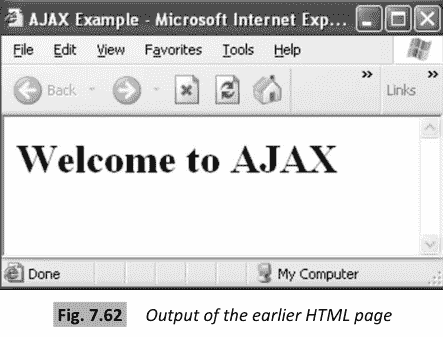 AJAX Example - Microsoft Internet Exp...
File Edit View Favorites Tools Help
Back » Links »
Welcome to AJAX
Done My Computer
Fig. 7.62 Output of the earlier HTML page